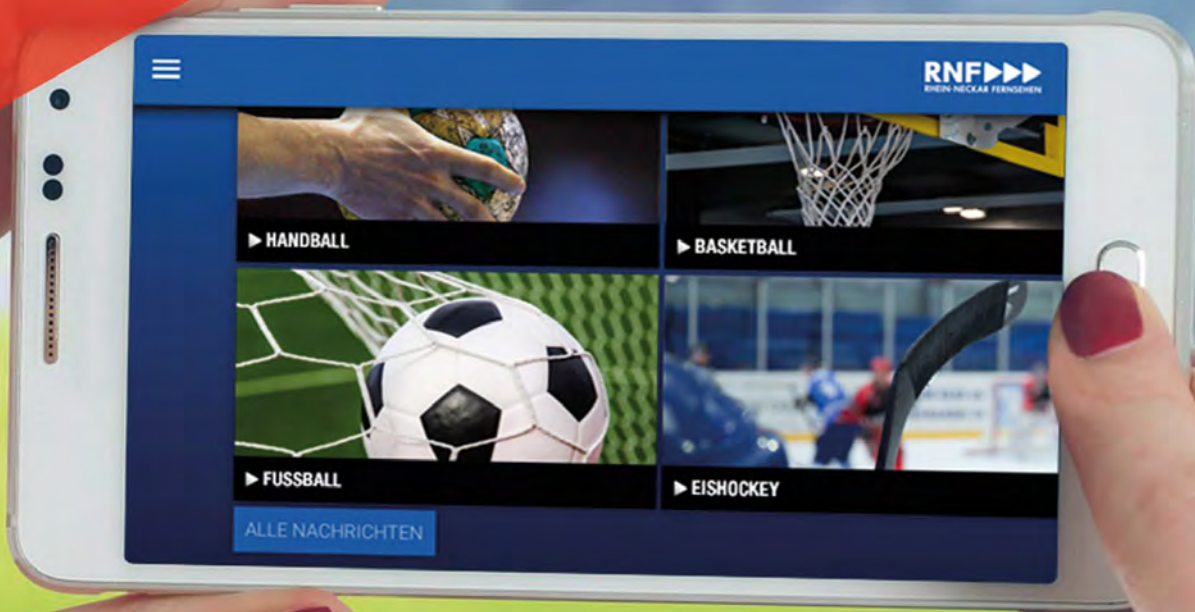 RNF
RHEIN-NECKAR FERNSEHEN
HANDBALL
BASKETBALL
FUSSBALL
EISHOCKEY
ALLE NACHRICHTEN